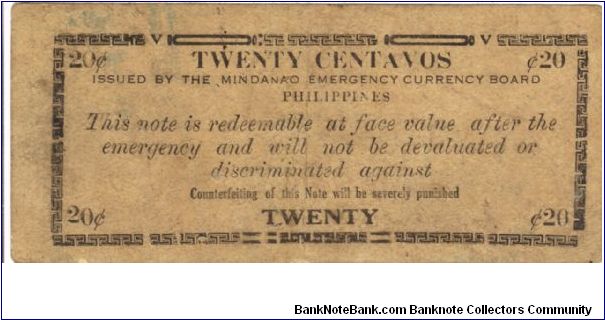 V V
20¢ TWENTY CENTAVOS ¢20
ISSUED BY THE MINDANAO EMERGENCY CURRENCY BOARD
PHILIPPINES
This note is redeemable at face value after the
emergency and will not be devaluated or
discriminated against
Counterfeiting of this Note will be severely punished
20¢ TWENTY ¢20
BankNoteBank.com Banknote Collectors Community